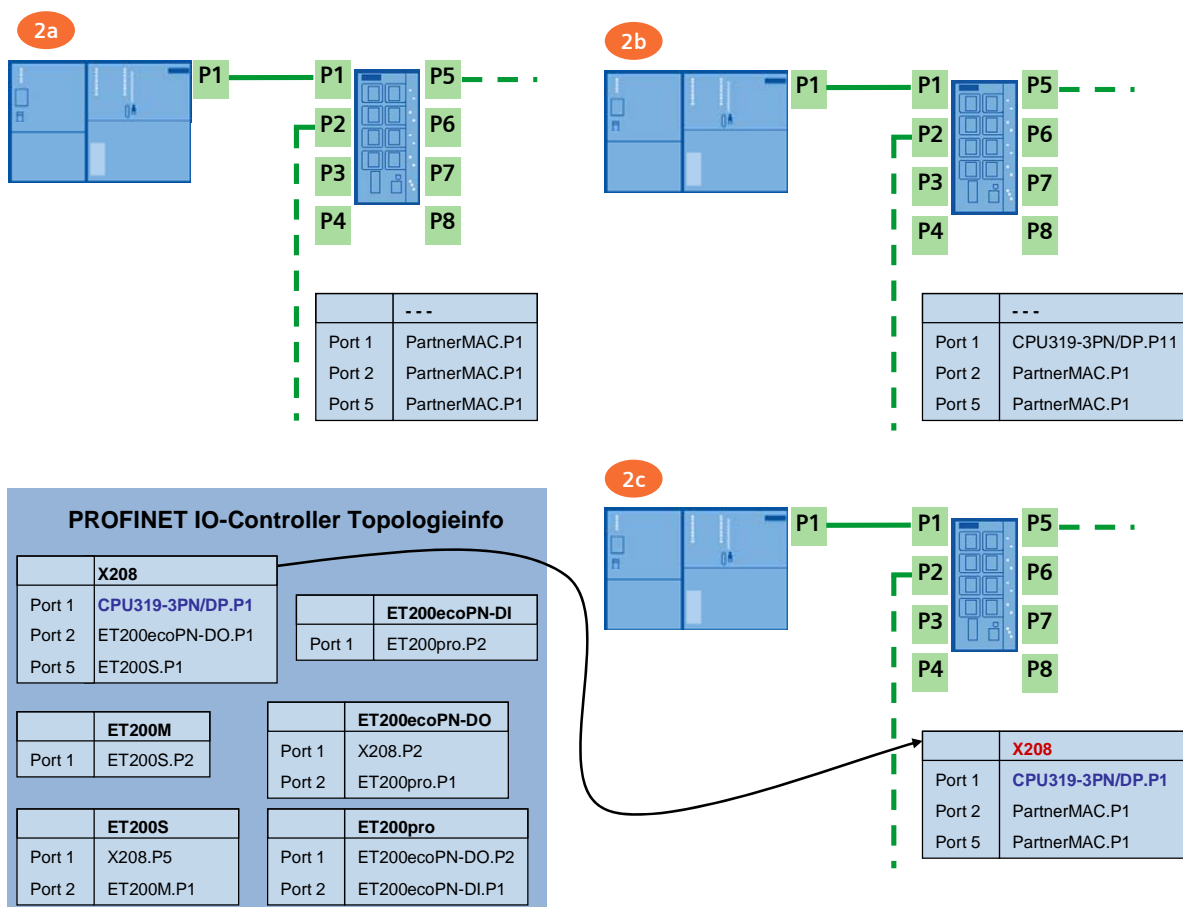 2a
P1
P1
P5
P2
P6
P3
P7
P4
P8
- - -
Port 1 PartnerMAC.P1
Port 2 PartnerMAC.P1
Port 5 PartnerMAC.P1
2b
P1
P1
P5
P2
P6
P3
P7
P4
P8
- - -
Port 1 CPU319-3PN/DP.P11
Port 2 PartnerMAC.P1
Port 5 PartnerMAC.P1
PROFINET IO-Controller Topologieinfo
X208
Port 1 CPU319-3PN/DP.P1
Port 2 ET200ecoPN-DO.P1
Port 5 ET200S.P1
ET200ecoPN-DI
Port 1 ET200pro.P2
ET200M
Port 1 ET200S.P2
ET200ecoPN-DO
Port 1 X208.P2
Port 2 ET200pro.P1
ET200S
Port 1 X208.P5
Port 2 ET200M.P1
ET200pro
Port 1 ET200ecoPN-DO.P2
Port 2 ET200ecoPN-DI.P1
2c
P1
P1
P5
P2
P6
P3
P7
P4
P8
X208
Port 1 CPU319-3PN/DP.P1
Port 2 PartnerMAC.P1
Port 5 PartnerMAC.P1